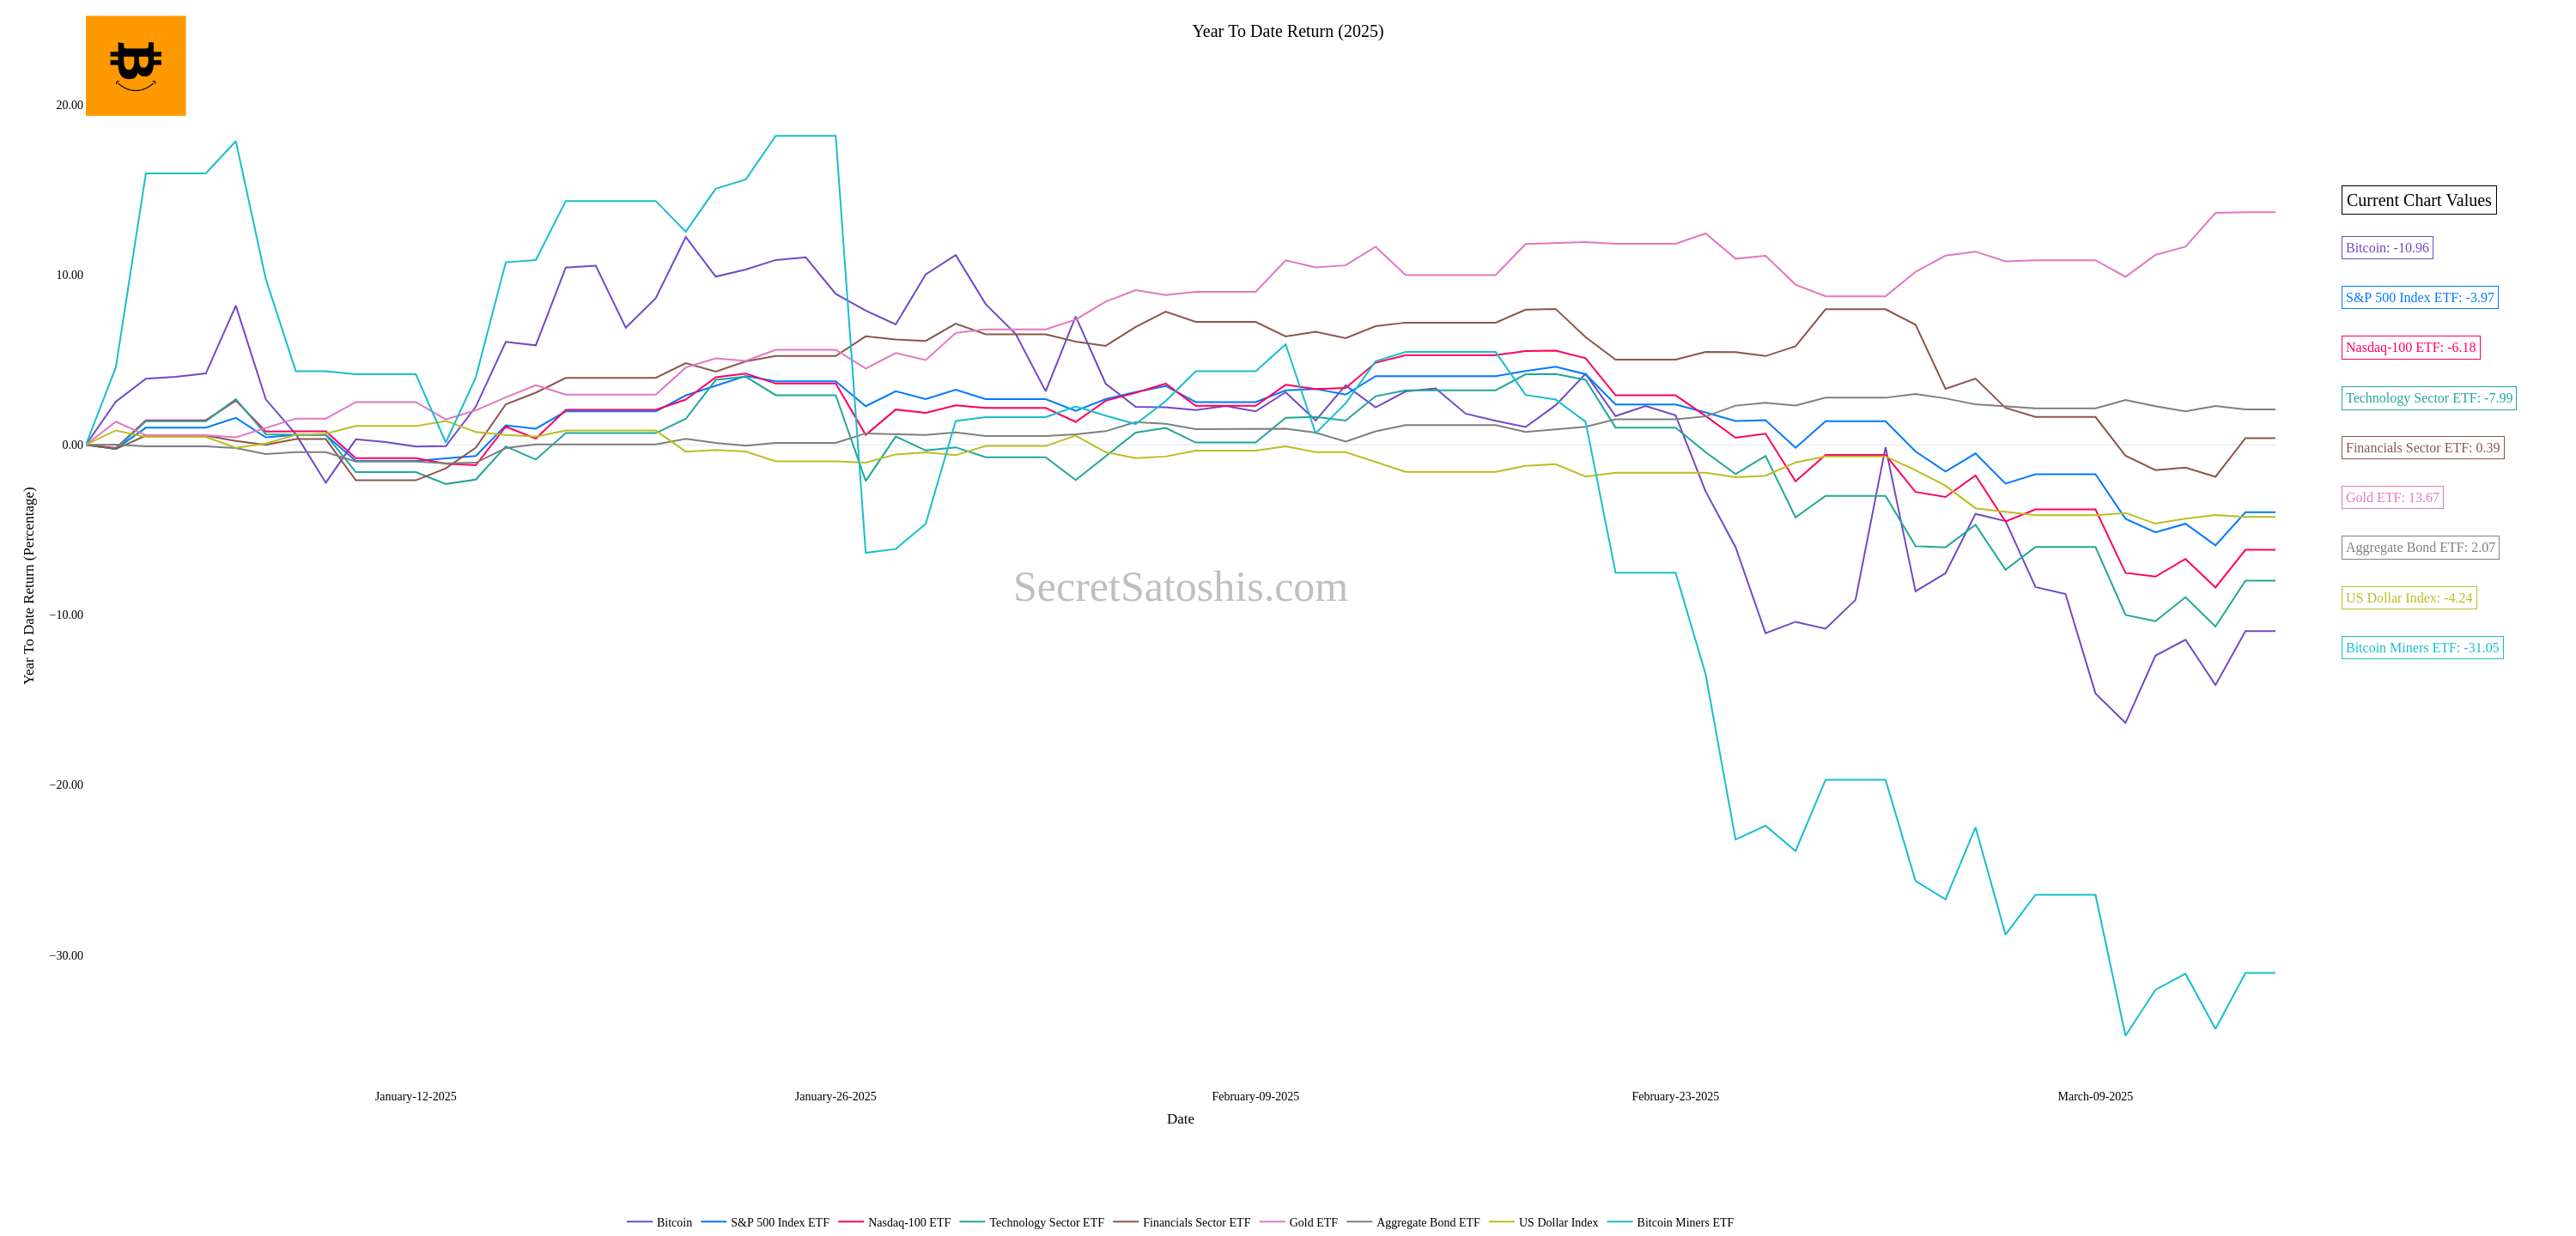 Year To Date Return (2025)
20.00
10.00
0.00
−10.00
−20.00
−30.00
Year To Date Return (Percentage)
SecretSatoshis.com
Current Chart Values
Bitcoin: -10.96
S&P 500 Index ETF: -3.97
Nasdaq-100 ETF: -6.18
Technology Sector ETF: -7.99
Financials Sector ETF: 0.39
Gold ETF: 13.67
Aggregate Bond ETF: 2.07
US Dollar Index: -4.24
Bitcoin Miners ETF: -31.05
January-12-2025 January-26-2025 February-09-2025 February-23-2025 March-09-2025
Date
Bitcoin S&P 500 Index ETF Nasdaq-100 ETF Technology Sector ETF Financials Sector ETF Gold ETF Aggregate Bond ETF US Dollar Index Bitcoin Miners ETF